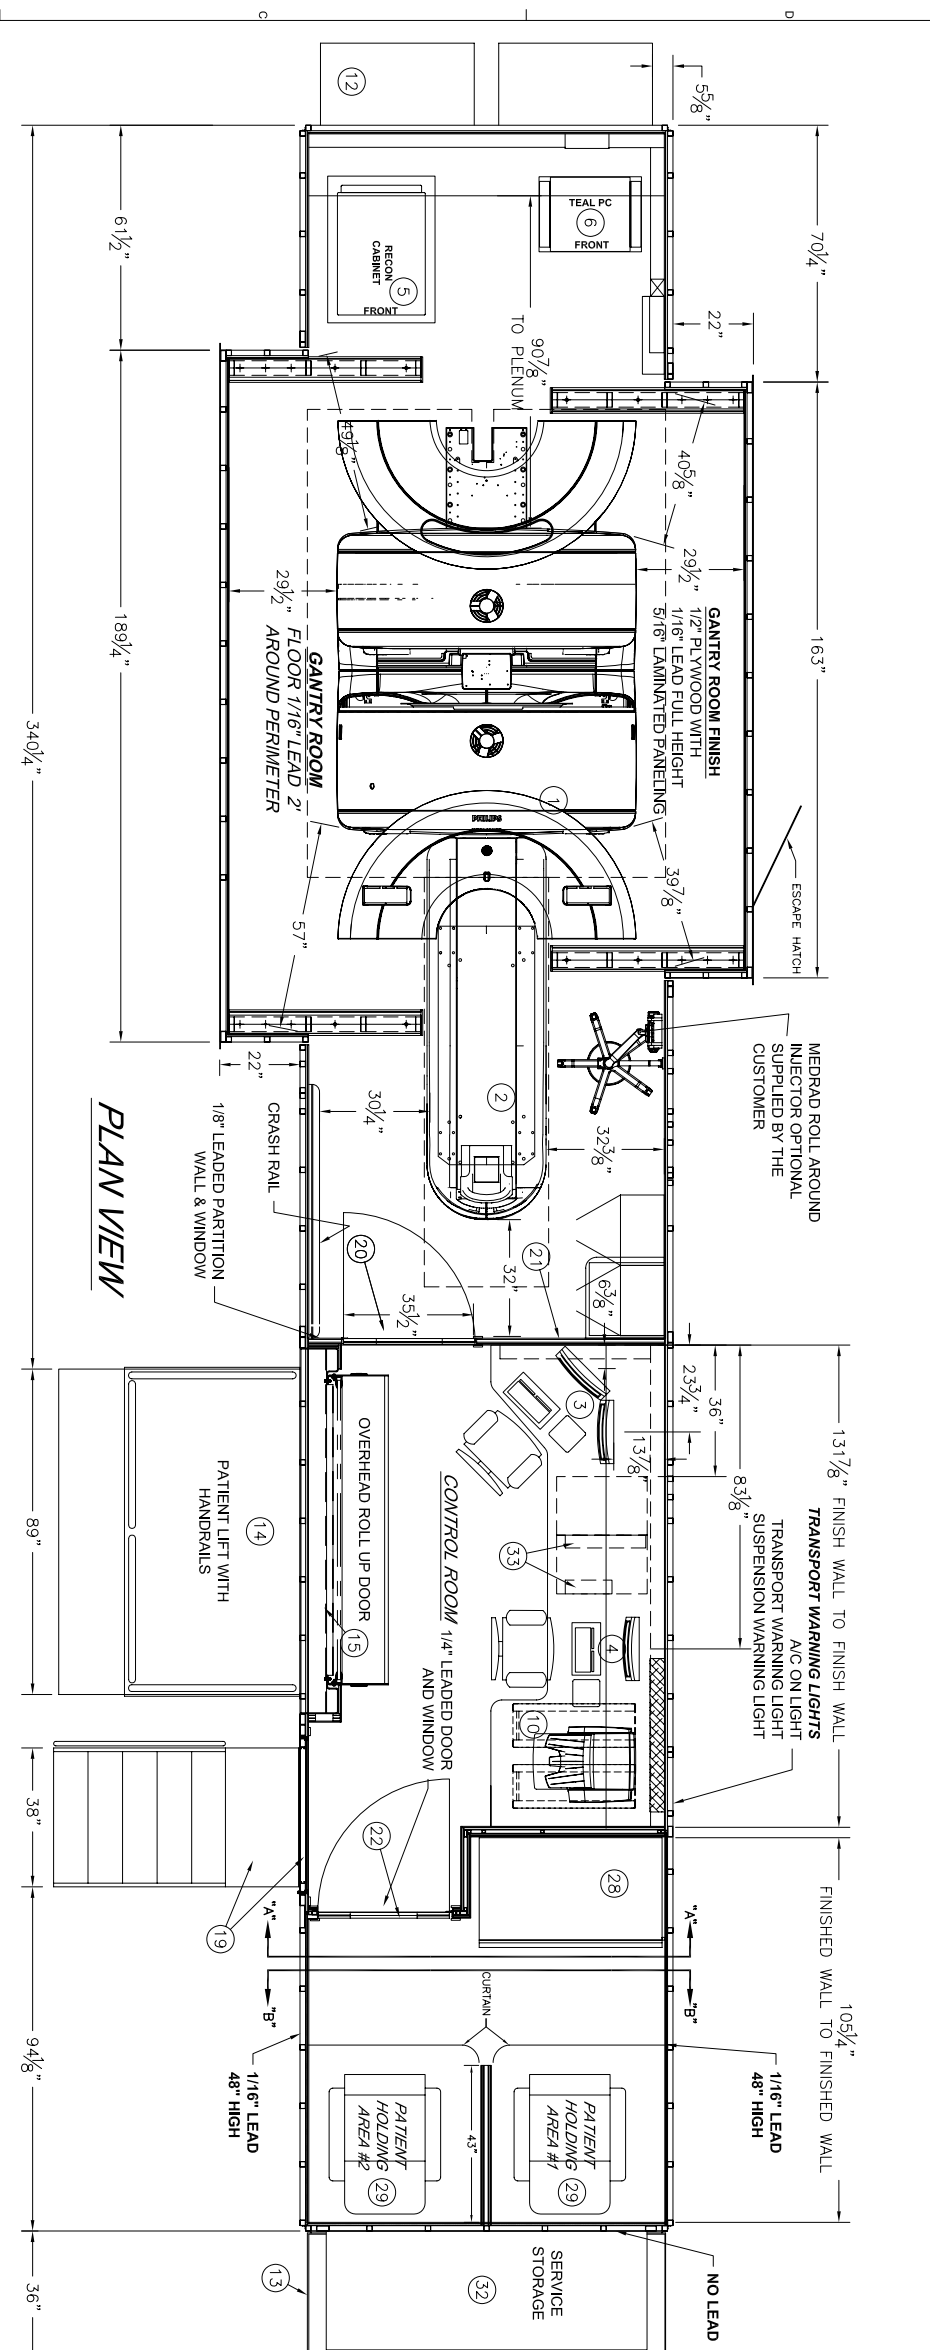 C
D
12
5⅝"
61½"
70¼"
TEAL PC
6
FRONT
RECON
CABINET
5
FRONT
22"
90⅞"
TO PLENUM
49⅛"
40⅝"
29½"
29½"
GANTRY ROOM FINISH
1/2" PLYWOOD WITH
1/16" LEAD FULL HEIGHT
5/16" LAMINATED PANELING
163"
189¼"
340¼"
GANTRY ROOM
FLOOR 1/16" LEAD 2'
AROUND PERIMETER
1
PHILIPS
39⅞"
57"
ESCAPE HATCH
22"
2
30¼"
32⅜"
MEDRAD ROLL AROUND
INJECTOR OPTIONAL
SUPPLIED BY THE
CUSTOMER
PLAN VIEW
CRASH RAIL
1/8" LEADED PARTITION
WALL & WINDOW
20
21
32"
35½"
6⅜"
3
23¾"
36"
13⅞"
83⅛"
131⅞" FINISH WALL TO FINISH WALL
TRANSPORT WARNING LIGHTS
A/C ON LIGHT
TRANSPORT WARNING LIGHT
SUSPENSION WARNING LIGHT
OVERHEAD ROLL UP DOOR
CONTROL ROOM
33
4
15
10
1/4" LEADED DOOR
AND WINDOW
14
PATIENT LIFT WITH
HANDRAILS
89"
38"
22
28
19
"A"
"A"
"B"
"B"
94⅛"
105¼"
FINISHED WALL TO FINISHED WALL
CURTAIN
1/16" LEAD
48" HIGH
1/16" LEAD
48" HIGH
PATIENT
HOLDING
AREA #1
29
PATIENT
HOLDING
AREA #2
29
43"
SERVICE
STORAGE
32
13
NO LEAD
36"